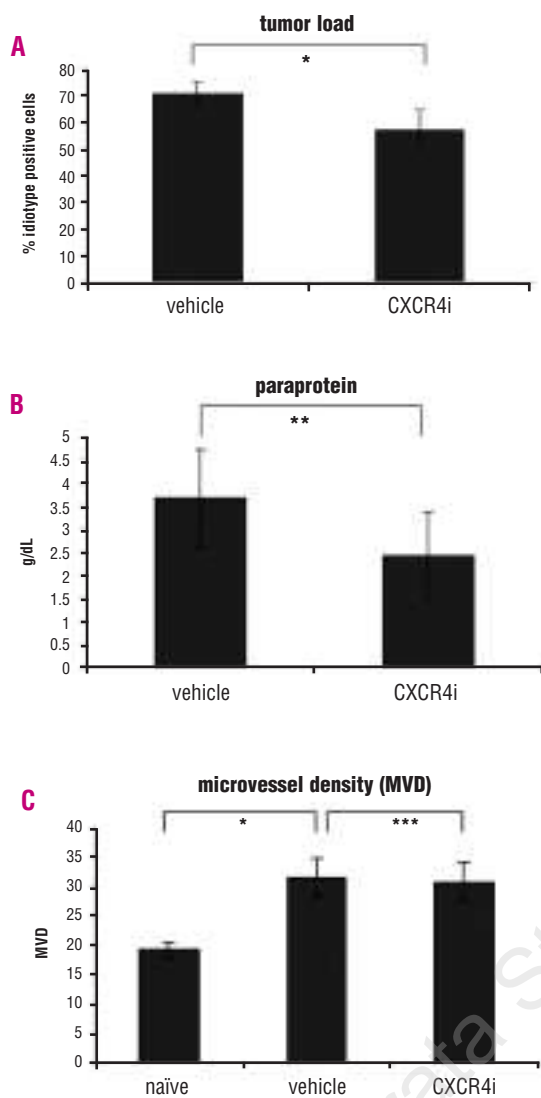 A
tumor load
*
80
70
60
50
40
30
20
10
0
% idiotype positive cells
vehicle CXCR4i
B
paraprotein
**
5
4.5
4
3.5
3
2.5
2
1.5
1
0.5
0
g/dL
vehicle CXCR4i
C
microvessel density (MVD)
* ***
40
35
30
25
20
15
10
5
0
MVD
naïve vehicle CXCR4i